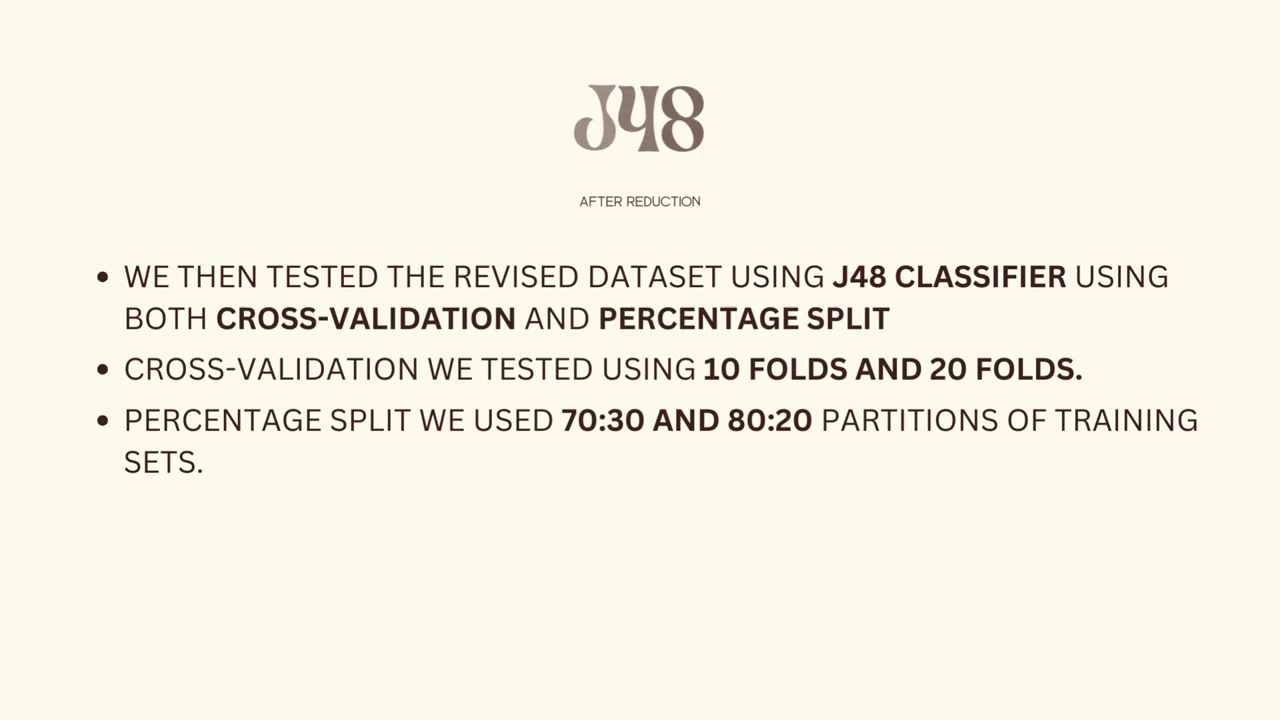 J48
AFTER REDUCTION
• WE THEN TESTED THE REVISED DATASET USING J48 CLASSIFIER USING
BOTH CROSS-VALIDATION AND PERCENTAGE SPLIT
• CROSS-VALIDATION WE TESTED USING 10 FOLDS AND 20 FOLDS.
• PERCENTAGE SPLIT WE USED 70:30 AND 80:20 PARTITIONS OF TRAINING
SETS.